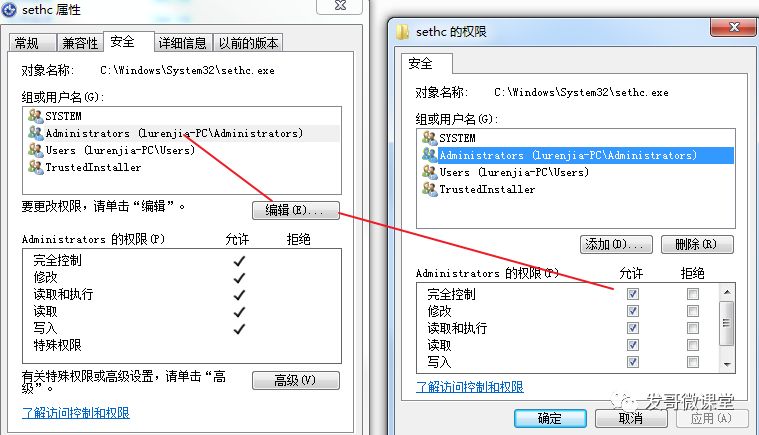 sethc 属性
常规
兼容性
安全
详细信息
以前的版本
对象名称: C:\Windows\System32\sethc.exe
组或用户名(G):
SYSTEM
Administrators (lurenjia-PC\Administrators)
Users (lurenjia-PC\Users)
TrustedInstaller
要更改权限，请单击“编辑”。
编辑(E)...
Administrators 的权限(P) 允许 拒绝
完全控制
修改
读取和执行
读取
写入
特殊权限
有关特殊权限或高级设置，请单击“高
级”。
高级(V)
了解访问控制和权限
sethc 的权限
安全
对象名称: C:\Windows\System32\sethc.exe
组或用户名(G):
SYSTEM
Administrators (lurenjia-PC\Administrators)
Users (lurenjia-PC\Users)
TrustedInstaller
添加(D)... 删除(R)
Administrators 的权限(P) 允许 拒绝
完全控制
修改
读取和执行
读取
写入
了解访问控制和权限
发哥微课堂
确定 取消 应用(A)